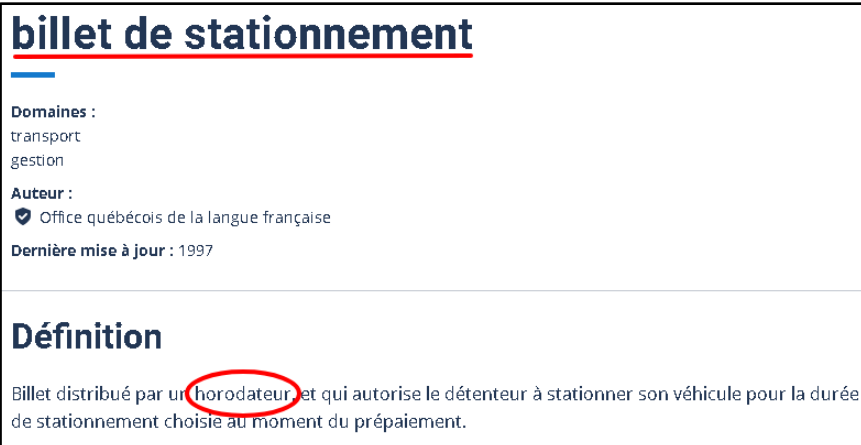 billet de stationnement
Domaines :
transport
gestion
Auteur :
Office québécois de la langue française
Dernière mise à jour : 1997
Définition
Billet distribué par un horodateur, et qui autorise le détenteur à stationner son véhicule pour la durée
de stationnement choisie au moment du prépaiement.